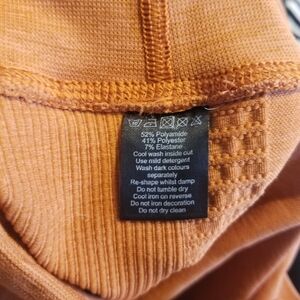 52% Polyamide
41% Polyester
7% Elastane
Cool wash inside out
Use mild detergent
Wash dark colours
separately
Re-shape whilst damp
Do not tumble dry
Cool iron on reverse
Do not iron decoration
Do not dry clean